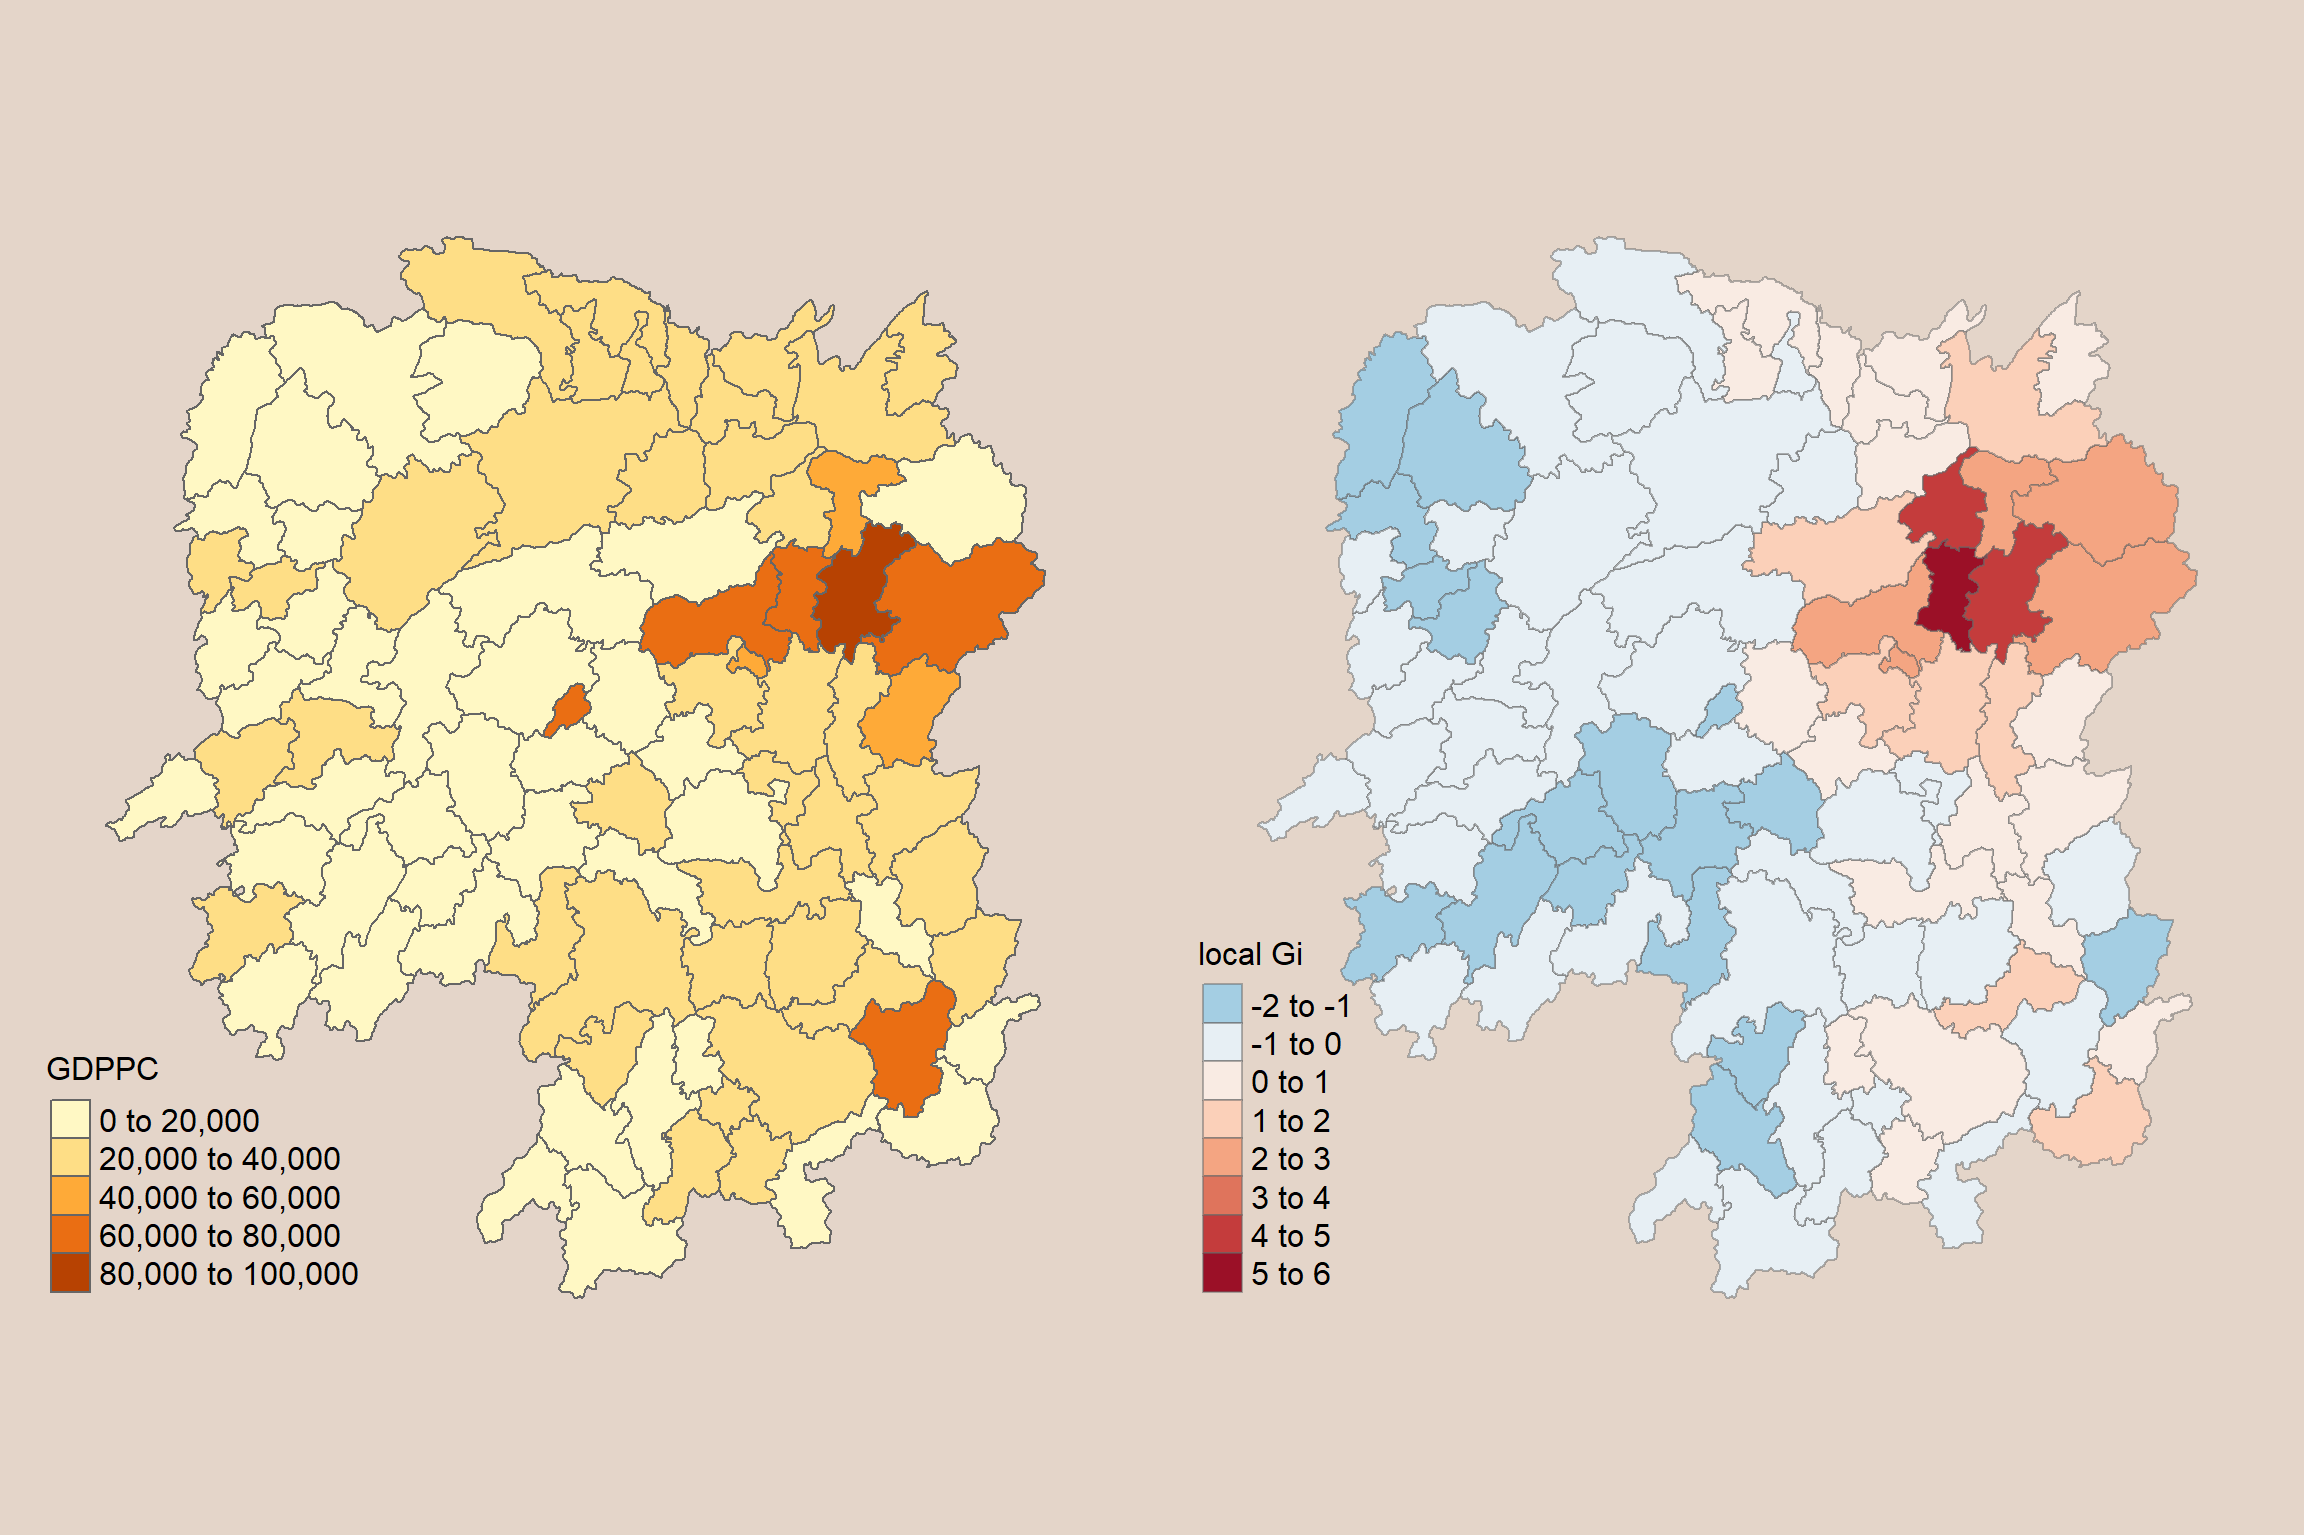 GDPPC
0 to 20,000
20,000 to 40,000
40,000 to 60,000
60,000 to 80,000
80,000 to 100,000
local Gi
-2 to -1
-1 to 0
0 to 1
1 to 2
2 to 3
3 to 4
4 to 5
5 to 6